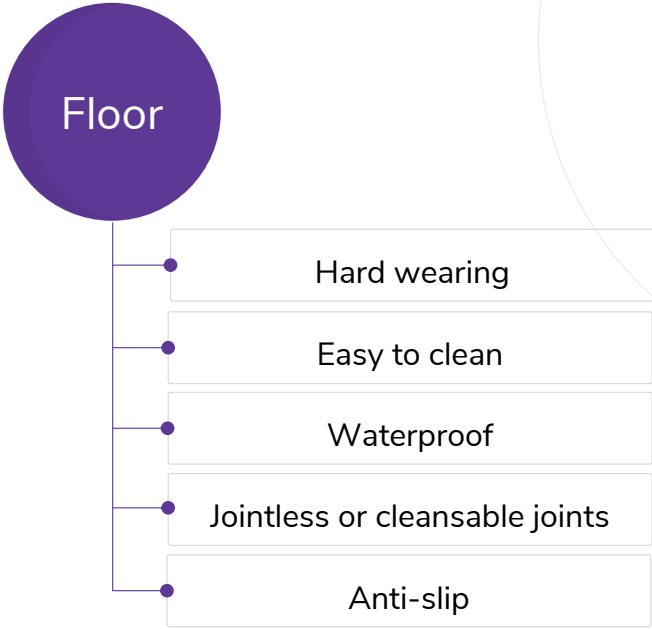 Floor
Hard wearing
Easy to clean
Waterproof
Jointless or cleansable joints
Anti-slip